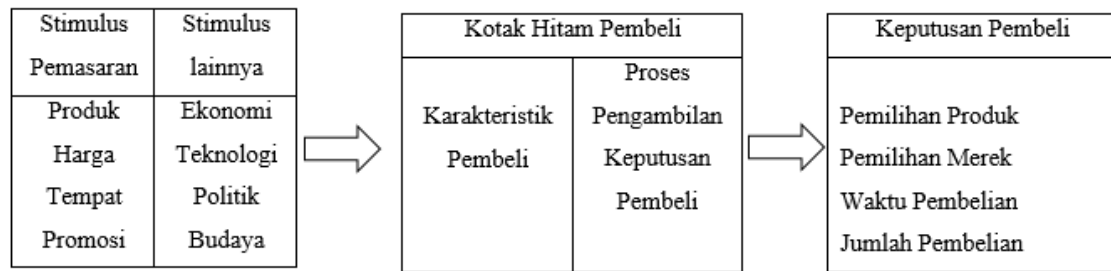 Stimulus
Pemasaran
Stimulus
lainnya
Produk
Harga
Tempat
Promosi
Ekonomi
Teknologi
Politik
Budaya
Kotak Hitam Pembeli
Karakteristik
Pembeli
Proses
Pengambilan
Keputusan
Pembeli
Keputusan Pembeli
Pemilihan Produk
Pemilihan Merek
Waktu Pembelian
Jumlah Pembelian